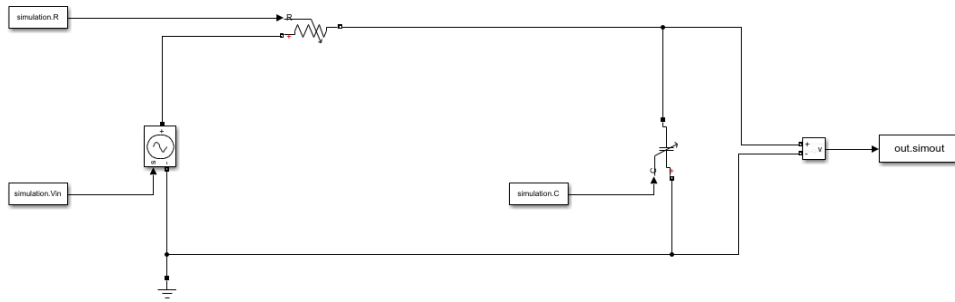 simulation.R
R
+
+
s
-
simulation.Vin
simulation.C
C
+
+
-
v
out.simout